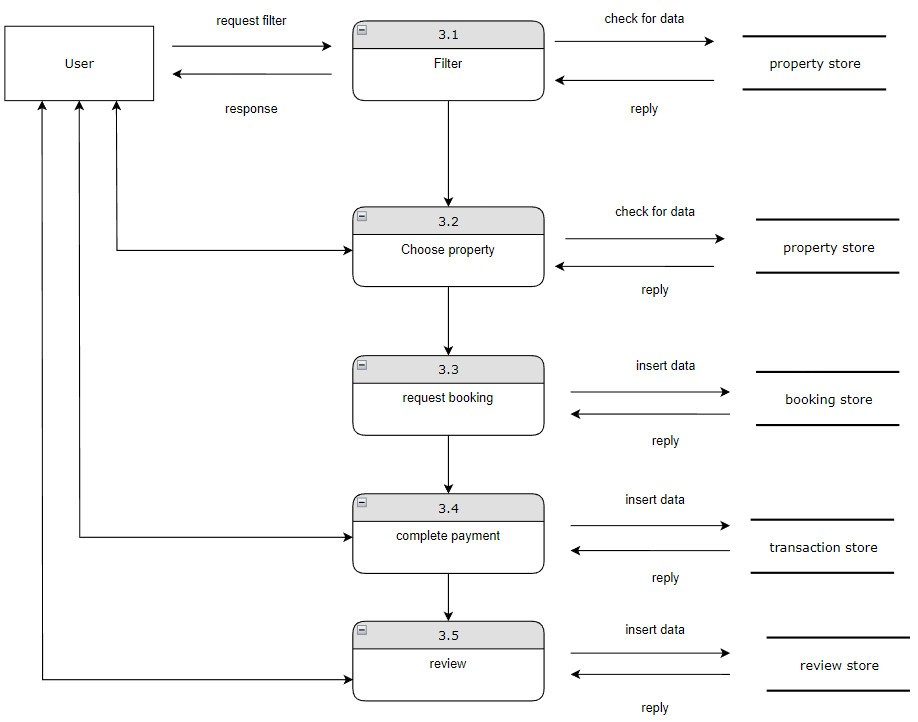 request filter
check for data
3.1
User
Filter
property store
response
reply
3.2
check for data
Choose property
property store
reply
3.3
insert data
request booking
booking store
reply
3.4
insert data
complete payment
transaction store
reply
3.5
insert data
review
review store
reply